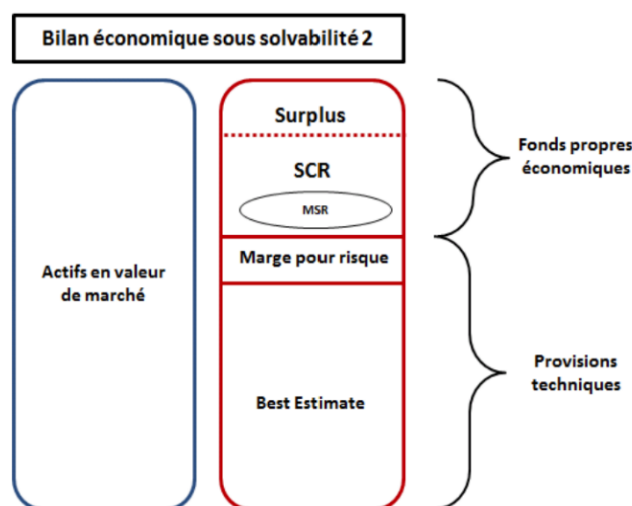 Bilan économique sous solvabilité 2
Surplus
SCR
MSR
Marge pour risque
Best Estimate
Actifs en valeur
de marché
Fonds propres
économiques
Provisions
techniques